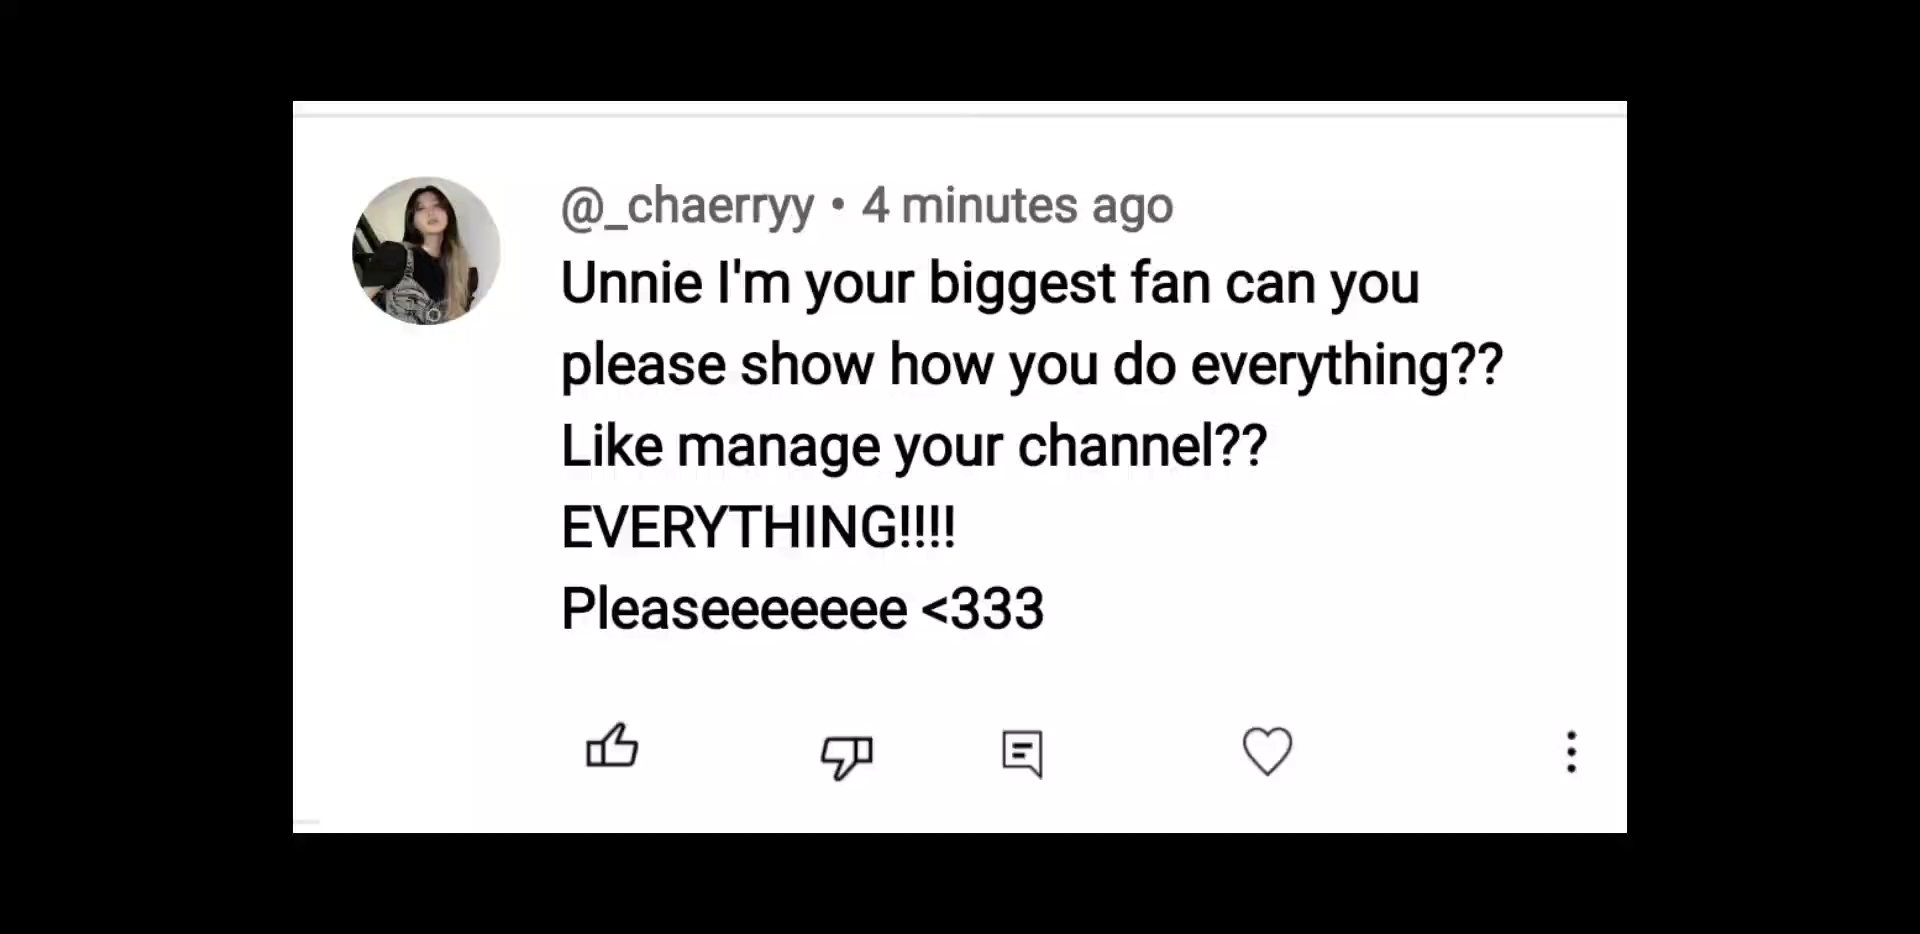 @_chaerryy • 4 minutes ago
Unnie I'm your biggest fan can you
please show how you do everything??
Like manage your channel??
EVERYTHING!!!!
Pleaseeeeeee <333